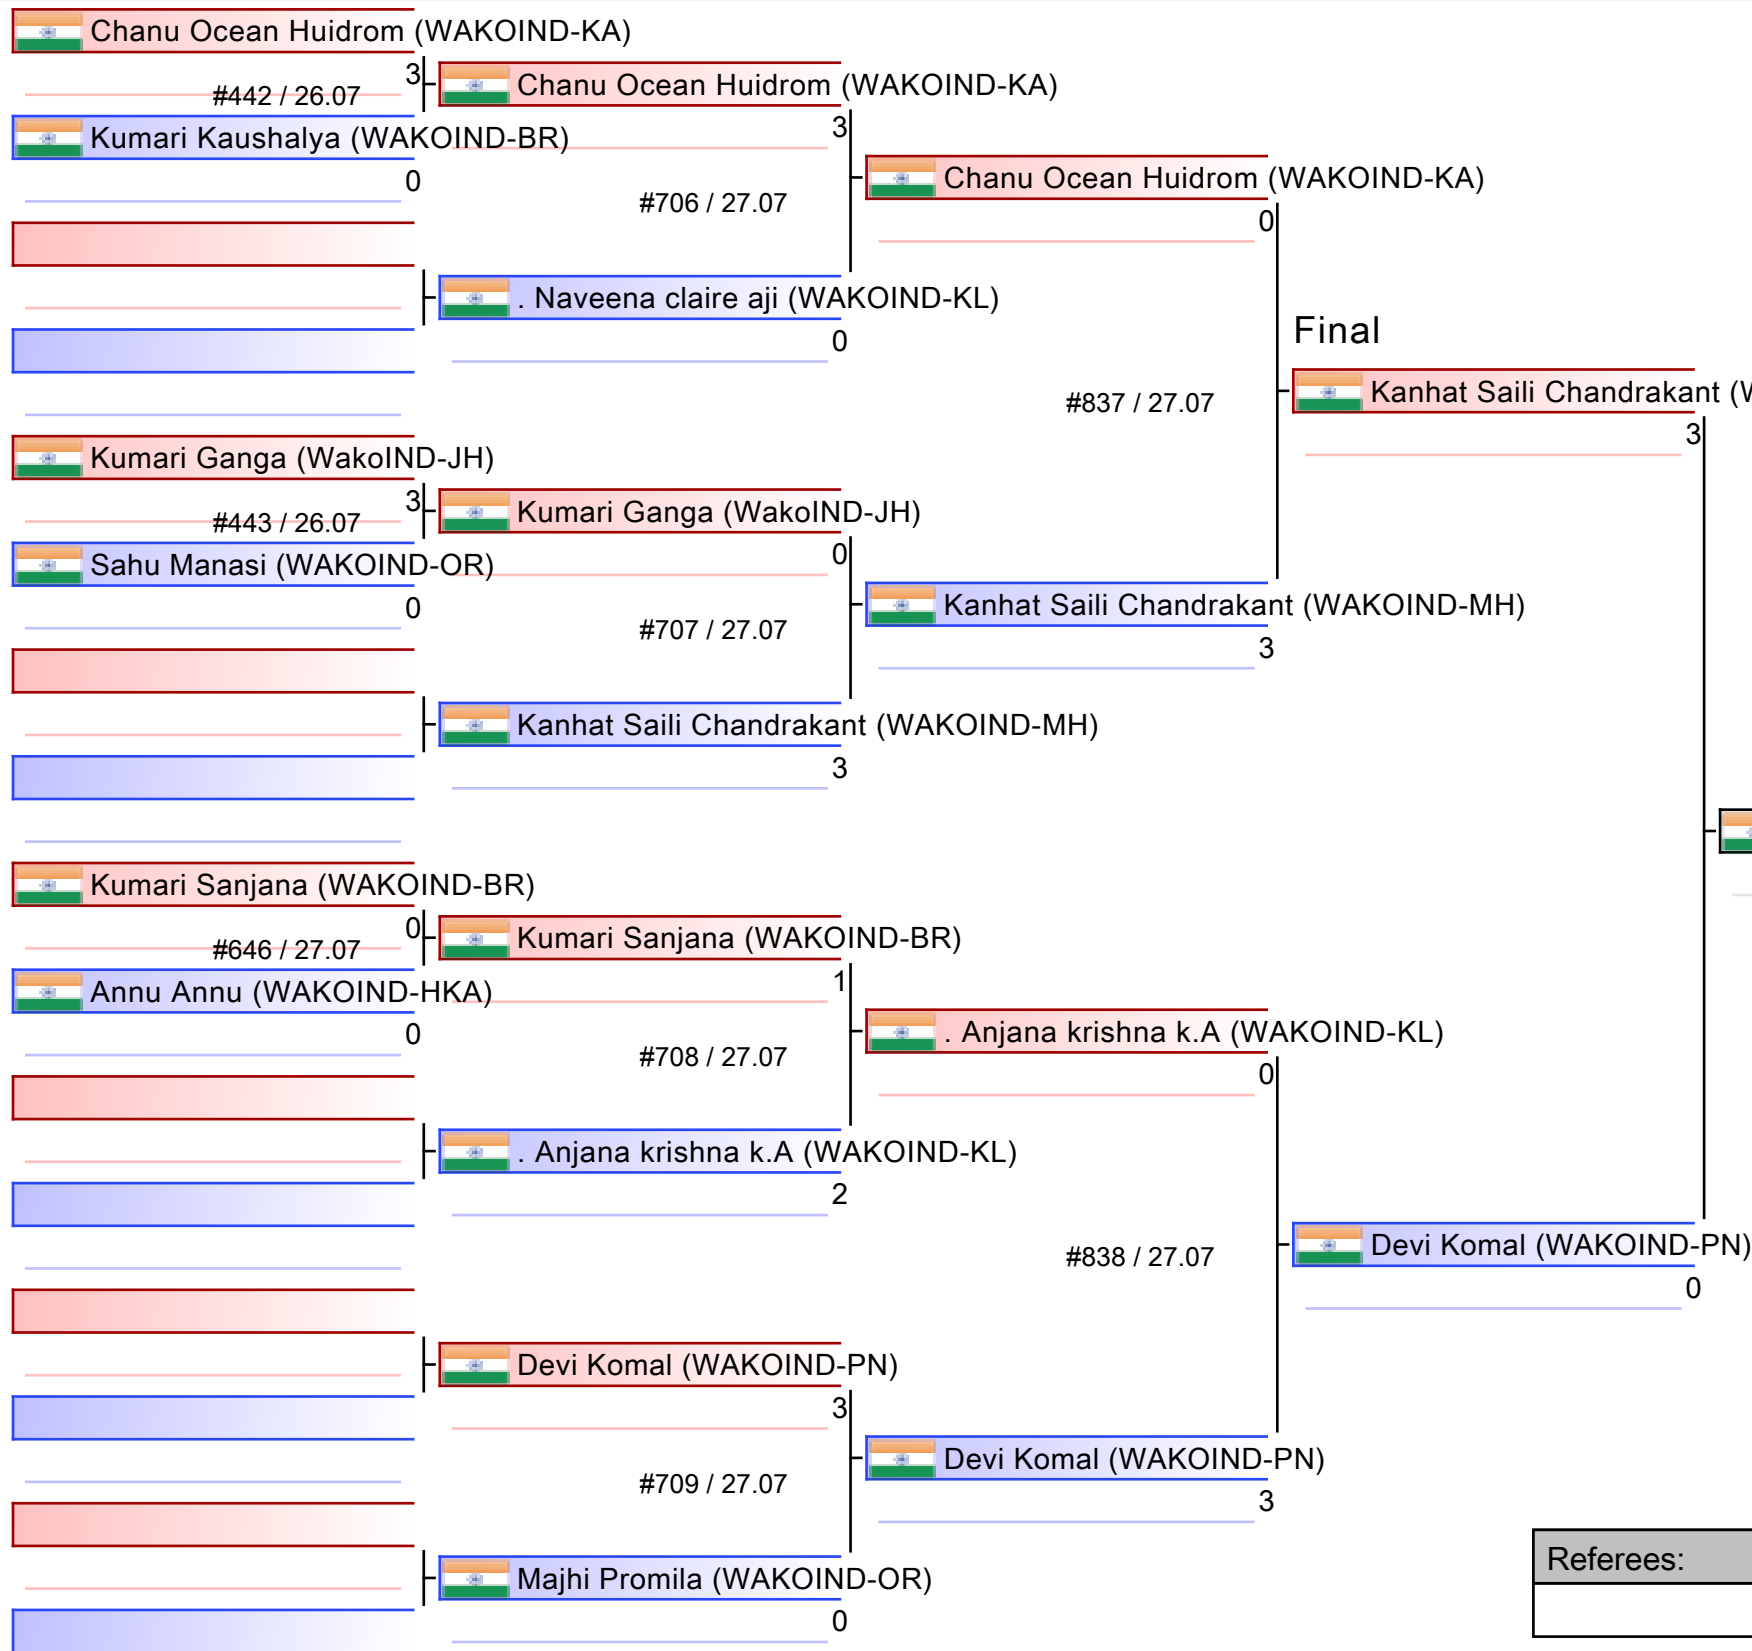 Chanu Ocean Huidrom (WAKOIND-KA)
3
#442 / 26.07
Kumari Kaushalya (WAKOIND-BR)
0
Chanu Ocean Huidrom (WAKOIND-KA)
3
#706 / 27.07
. Naveena claire aji (WAKOIND-KL)
0
Chanu Ocean Huidrom (WAKOIND-KA)
0
#837 / 27.07
Kumari Ganga (WakoIND-JH)
3
#443 / 26.07
Sahu Manasi (WAKOIND-OR)
0
Kumari Ganga (WakoIND-JH)
0
#707 / 27.07
Kanhat Saili Chandrakant (WAKOIND-MH)
3
Kanhat Saili Chandrakant (WAKOIND-MH)
3
Final
Kanhat Saili Chandrakant (W
3
Kumari Sanjana (WAKOIND-BR)
0
#646 / 27.07
Annu Annu (WAKOIND-HKA)
0
Kumari Sanjana (WAKOIND-BR)
1
#708 / 27.07
. Anjana krishna k.A (WAKOIND-KL)
2
. Anjana krishna k.A (WAKOIND-KL)
0
#838 / 27.07
Devi Komal (WAKOIND-PN)
0
Devi Komal (WAKOIND-PN)
3
#709 / 27.07
Majhi Promila (WAKOIND-OR)
0
Devi Komal (WAKOIND-PN)
3
Referees: